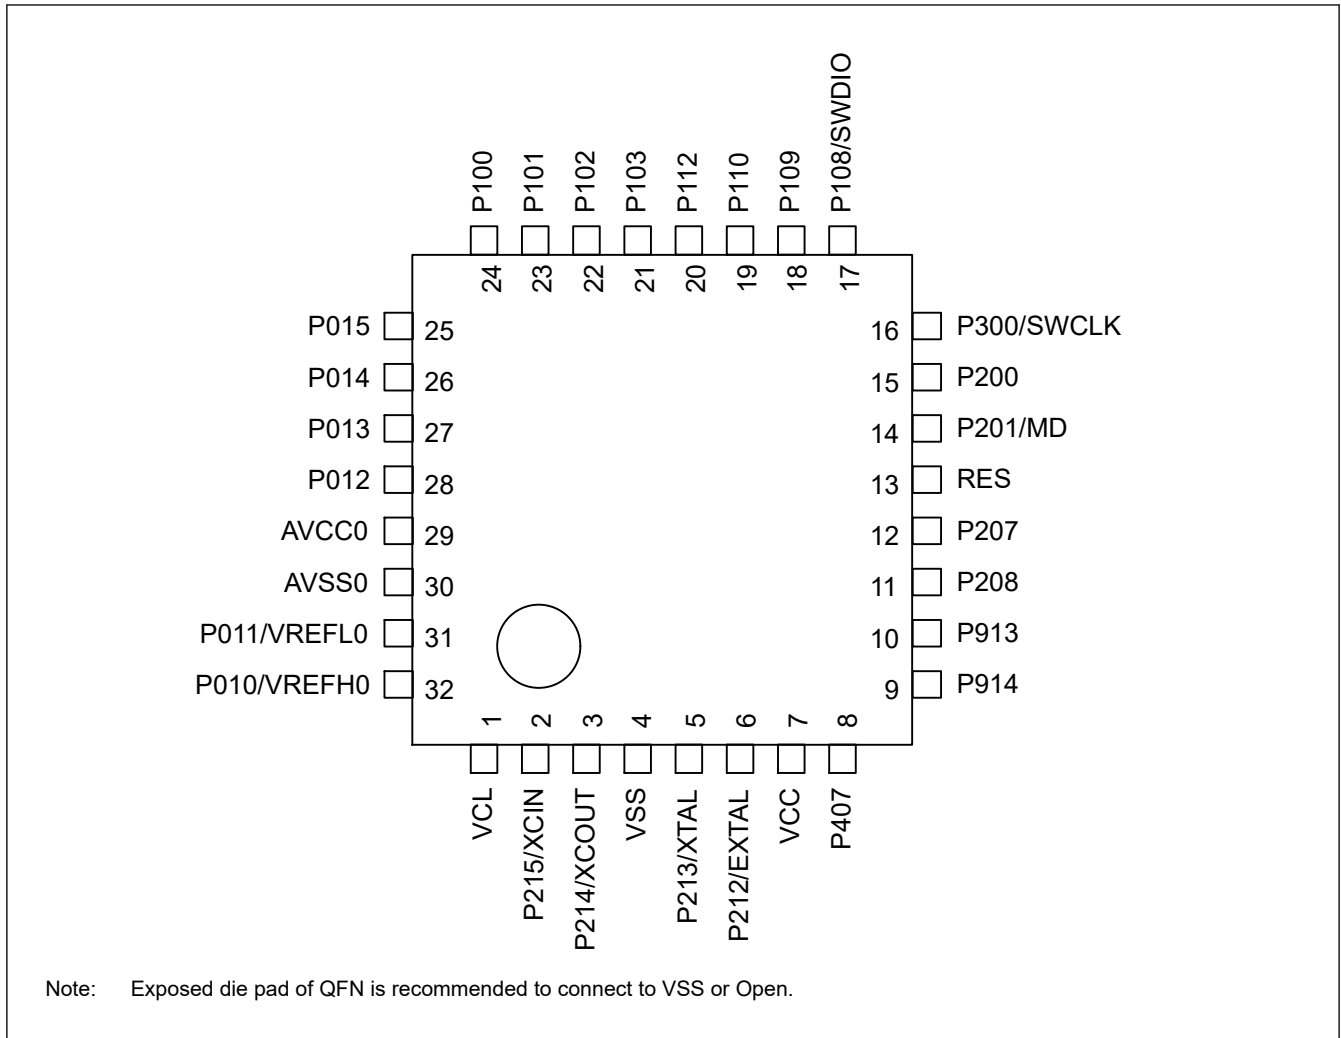 P100
P101
P102
P103
P112
P110
P109
P108/SWDIO
24
23
22
21
20
19
18
17
P015
25
16
P300/SWCLK
P014
26
15
P200
P013
27
14
P201/MD
P012
28
13
RES
AVCC0
29
12
P207
AVSS0
30
11
P208
P011/VREFL0
31
10
P913
P010/VREFH0
32
9
P914
1
2
3
4
5
6
7
8
VCL
P215/XCIN
P214/XCOUT
VSS
P213/XTAL
P212/EXTAL
VCC
P407
Note: Exposed die pad of QFN is recommended to connect to VSS or Open.